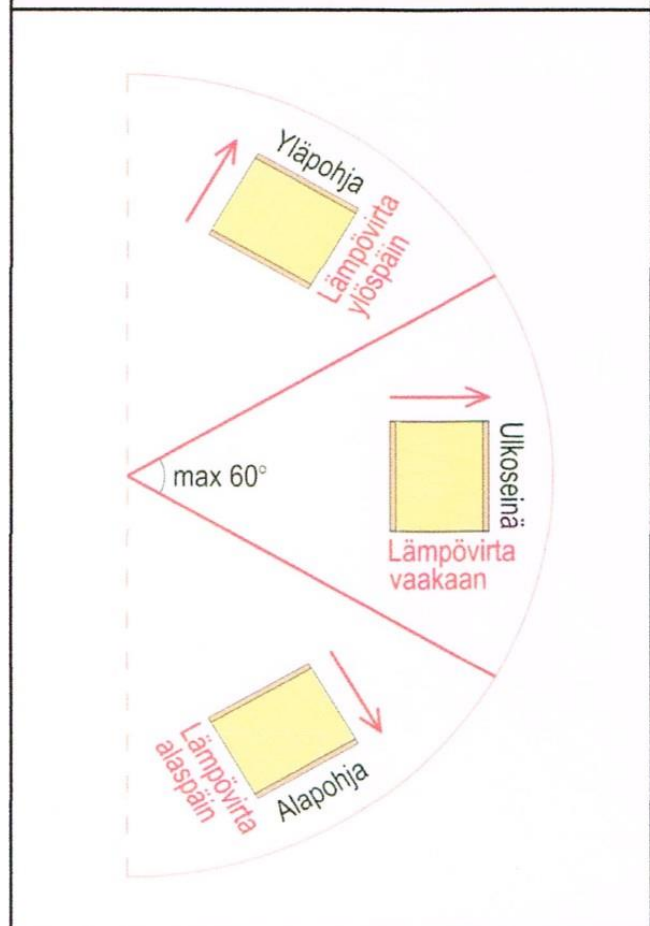 Yläpohja
Lämpövirta
ylöspäin
max 60°
Ulkoseinä
Lämpövirta
vaakaan
Lämpövirta
alaspäin
Alapohja